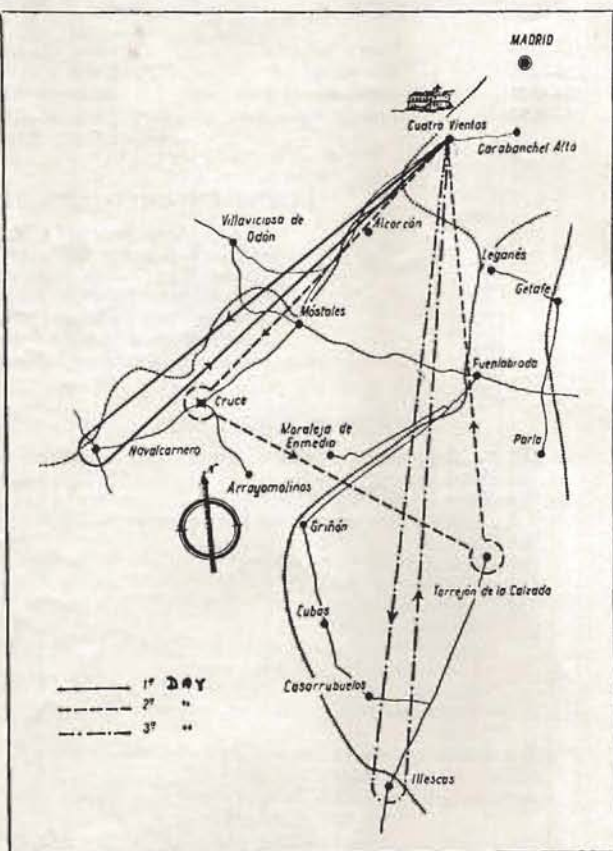 MADRID
Cuatro Vientos
Carabanchel Alto
Villaviciosa de
Odón
Alcorcón
Leganés
Getafe
Móstoles
Fuenlabrada
Cruce
Moraleja de
Enmedio
Navalcarnero
Parla
Arroyomolinos
Griñón
Torrejón de la Calzada
Cubas
Casarrubuelos
1º DAY
2º "
3º "
Illescas